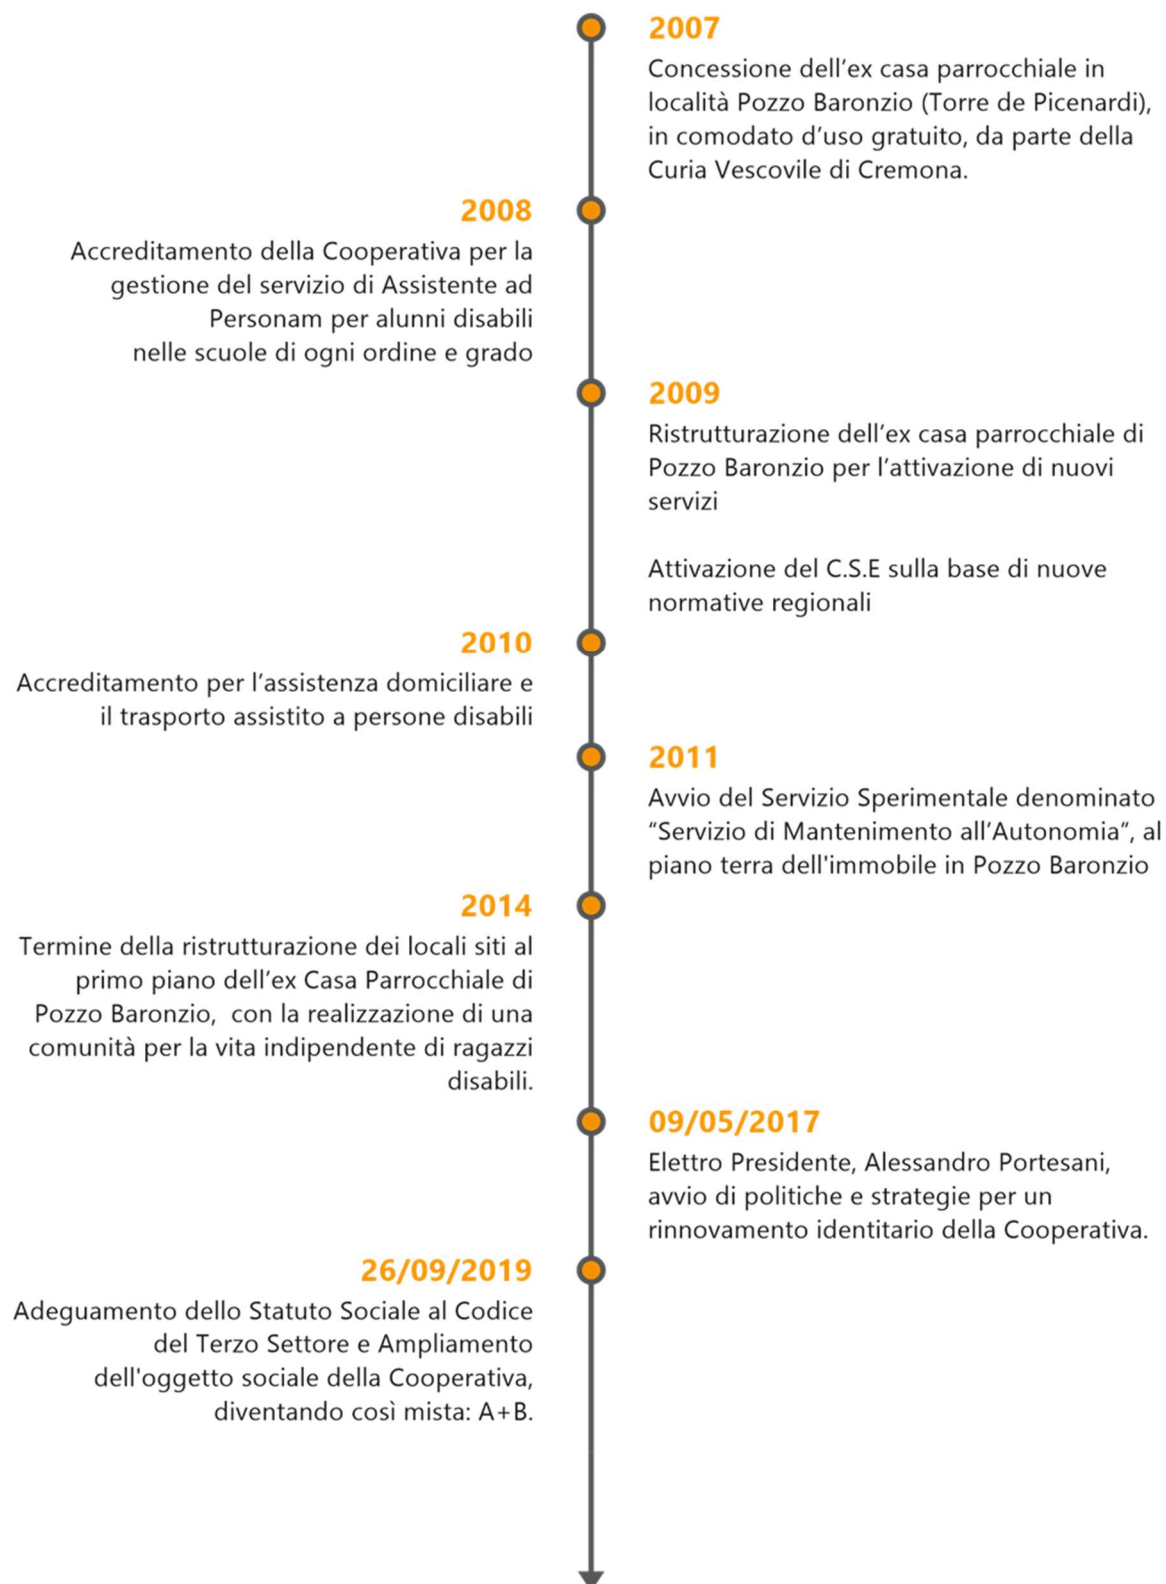 2007
Concessione dell’ex casa parrocchiale in
località Pozzo Baronzio (Torre de Picenardi),
in comodato d’uso gratuito, da parte della
Curia Vescovile di Cremona.
2008
Accreditamento della Cooperativa per la
gestione del servizio di Assistente ad
Personam per alunni disabili
nelle scuole di ogni ordine e grado
2009
Ristrutturazione dell’ex casa parrocchiale di
Pozzo Baronzio per l’attivazione di nuovi
servizi
Attivazione del C.S.E sulla base di nuove
normative regionali
2010
Accreditamento per l’assistenza domiciliare e
il trasporto assistito a persone disabili
2011
Avvio del Servizio Sperimentale denominato
“Servizio di Mantenimento all’Autonomia”, al
piano terra dell'immobile in Pozzo Baronzio
2014
Termine della ristrutturazione dei locali siti al
primo piano dell’ex Casa Parrocchiale di
Pozzo Baronzio,  con la realizzazione di una
comunità per la vita indipendente di ragazzi
disabili.
09/05/2017
Elettro Presidente, Alessandro Portesani,
avvio di politiche e strategie per un
rinnovamento identitario della Cooperativa.
26/09/2019
Adeguamento dello Statuto Sociale al Codice
del Terzo Settore e Ampliamento
dell'oggetto sociale della Cooperativa,
diventando così mista: A+B.